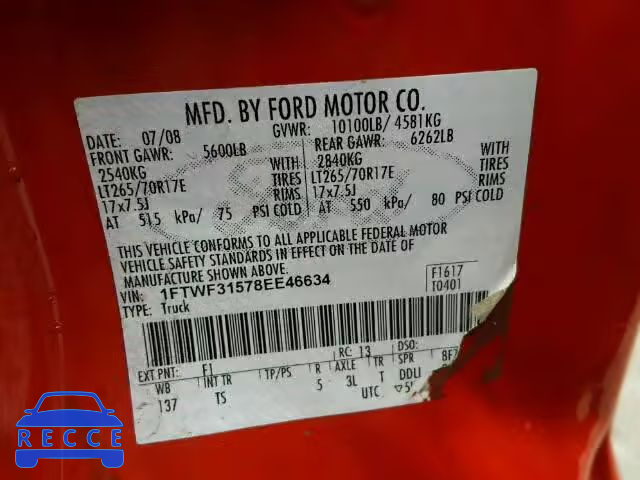 MFD. BY FORD MOTOR CO.
DATE: 07/08 GVWR: 10100LB/ 4581KG
FRONT GAWR: 5600LB REAR GAWR: 6262LB
2540KG WITH 2840KG WITH
LT265/70R17E TIRES LT265/70R17E TIRES
17x7.5J RIMS 17x7.5J RIMS
AT 515 kPa/ 75 PSI COLD AT 550 kPa/ 80 PSI COLD
THIS VEHICLE CONFORMS TO ALL APPLICABLE FEDERAL MOTOR
VEHICLE SAFETY STANDARDS IN EFFECT ON THE DATE OF
MANUFACTURE SHOWN ABOVE.
VIN: 1FTWF31578EE46634 F1617
TYPE: Truck T0401
EXT PNT: F1 RC: 13 DSO:
WB INT TR TP/PS R AXLE TR SPR
137 TS 5 3L T DDLI
UTC
RECCE